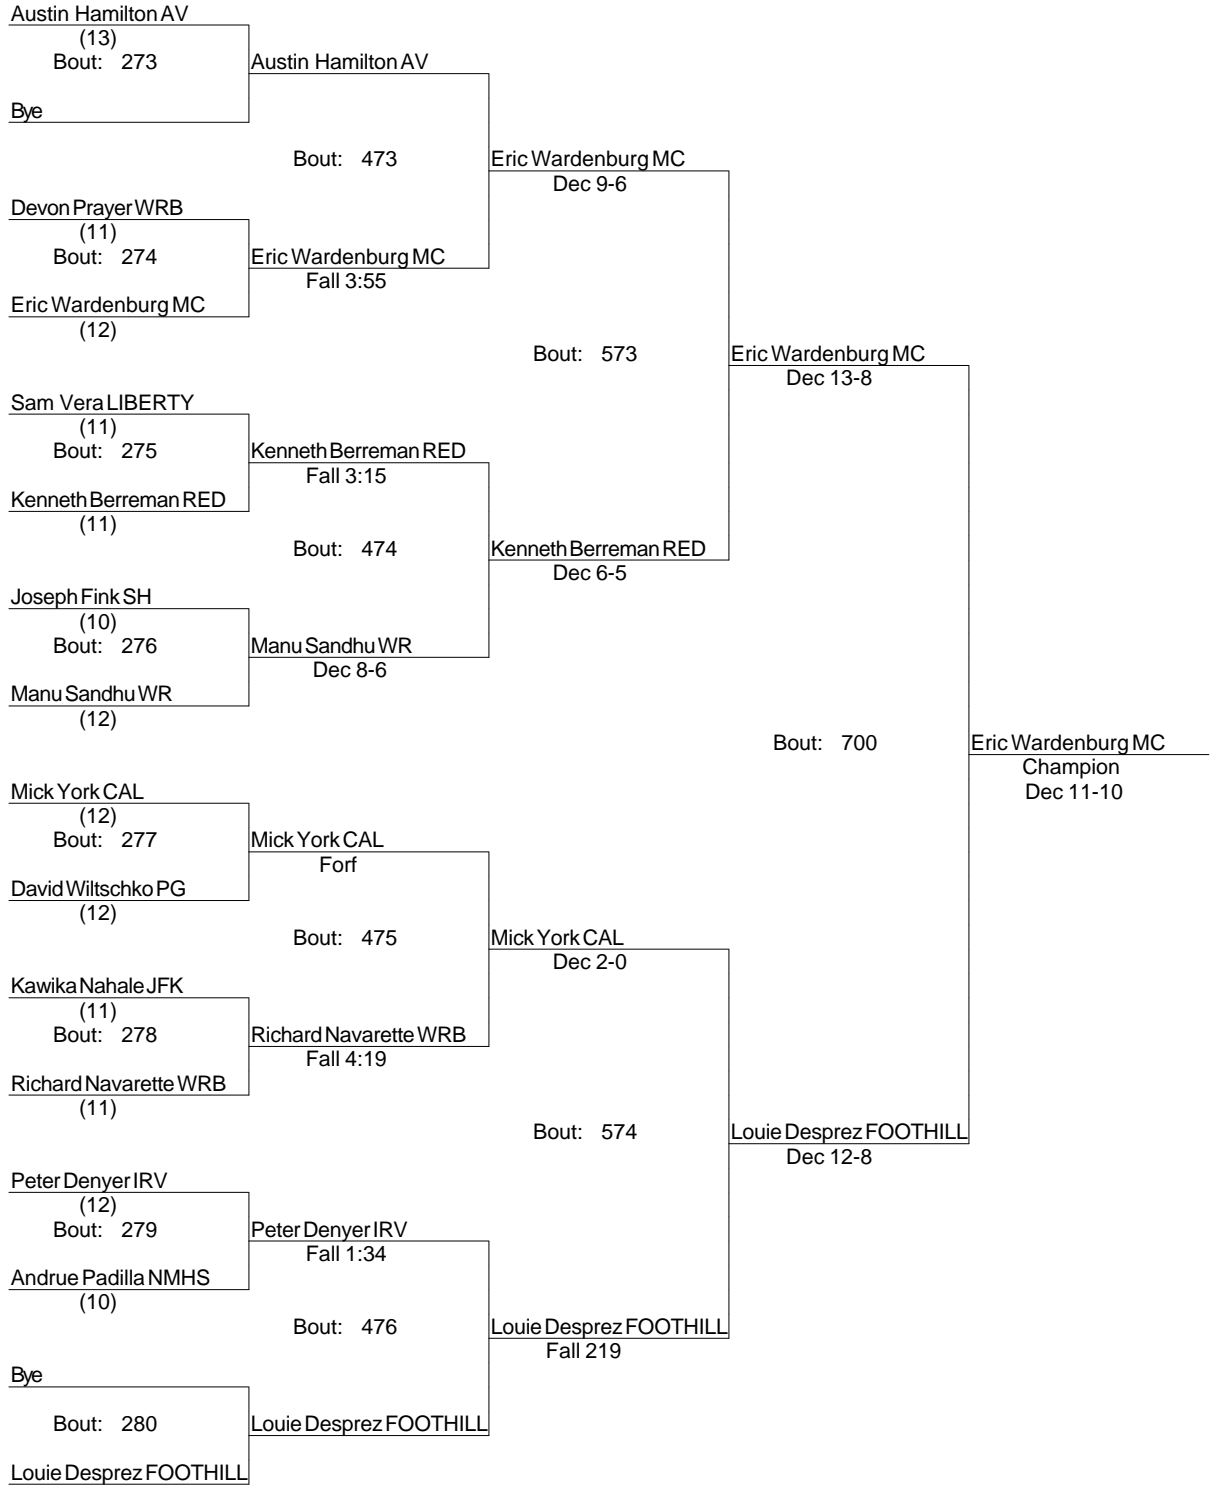 Austin Hamilton AV
(13)
Bout: 273
Austin Hamilton AV
Bye
Bout: 473
Eric Wardenburg MC
Dec 9-6
Devon Prayer WRB
(11)
Bout: 274
Eric Wardenburg MC
Fall 3:55
Eric Wardenburg MC
(12)
Bout: 573
Eric Wardenburg MC
Dec 13-8
Sam Vera LIBERTY
(11)
Bout: 275
Kenneth Berreman RED
Fall 3:15
Kenneth Berreman RED
(11)
Bout: 474
Kenneth Berreman RED
Dec 6-5
Joseph Fink SH
(10)
Bout: 276
Manu Sandhu WR
Dec 8-6
Manu Sandhu WR
(12)
Bout: 700
Eric Wardenburg MC
Champion
Dec 11-10
Mick York CAL
(12)
Bout: 277
Mick York CAL
Forf
David Wiltschko PG
(12)
Bout: 475
Mick York CAL
Dec 2-0
Kawika Nahale JFK
(11)
Bout: 278
Richard Navarette WRB
Fall 4:19
Richard Navarette WRB
(11)
Bout: 574
Louie Desprez FOOTHILL
Dec 12-8
Peter Denyer IRV
(12)
Bout: 279
Peter Denyer IRV
Fall 1:34
Andrue Padilla NMHS
(10)
Bout: 476
Louie Desprez FOOTHILL
Fall 219
Bye
Bout: 280
Louie Desprez FOOTHILL
Louie Desprez FOOTHILL